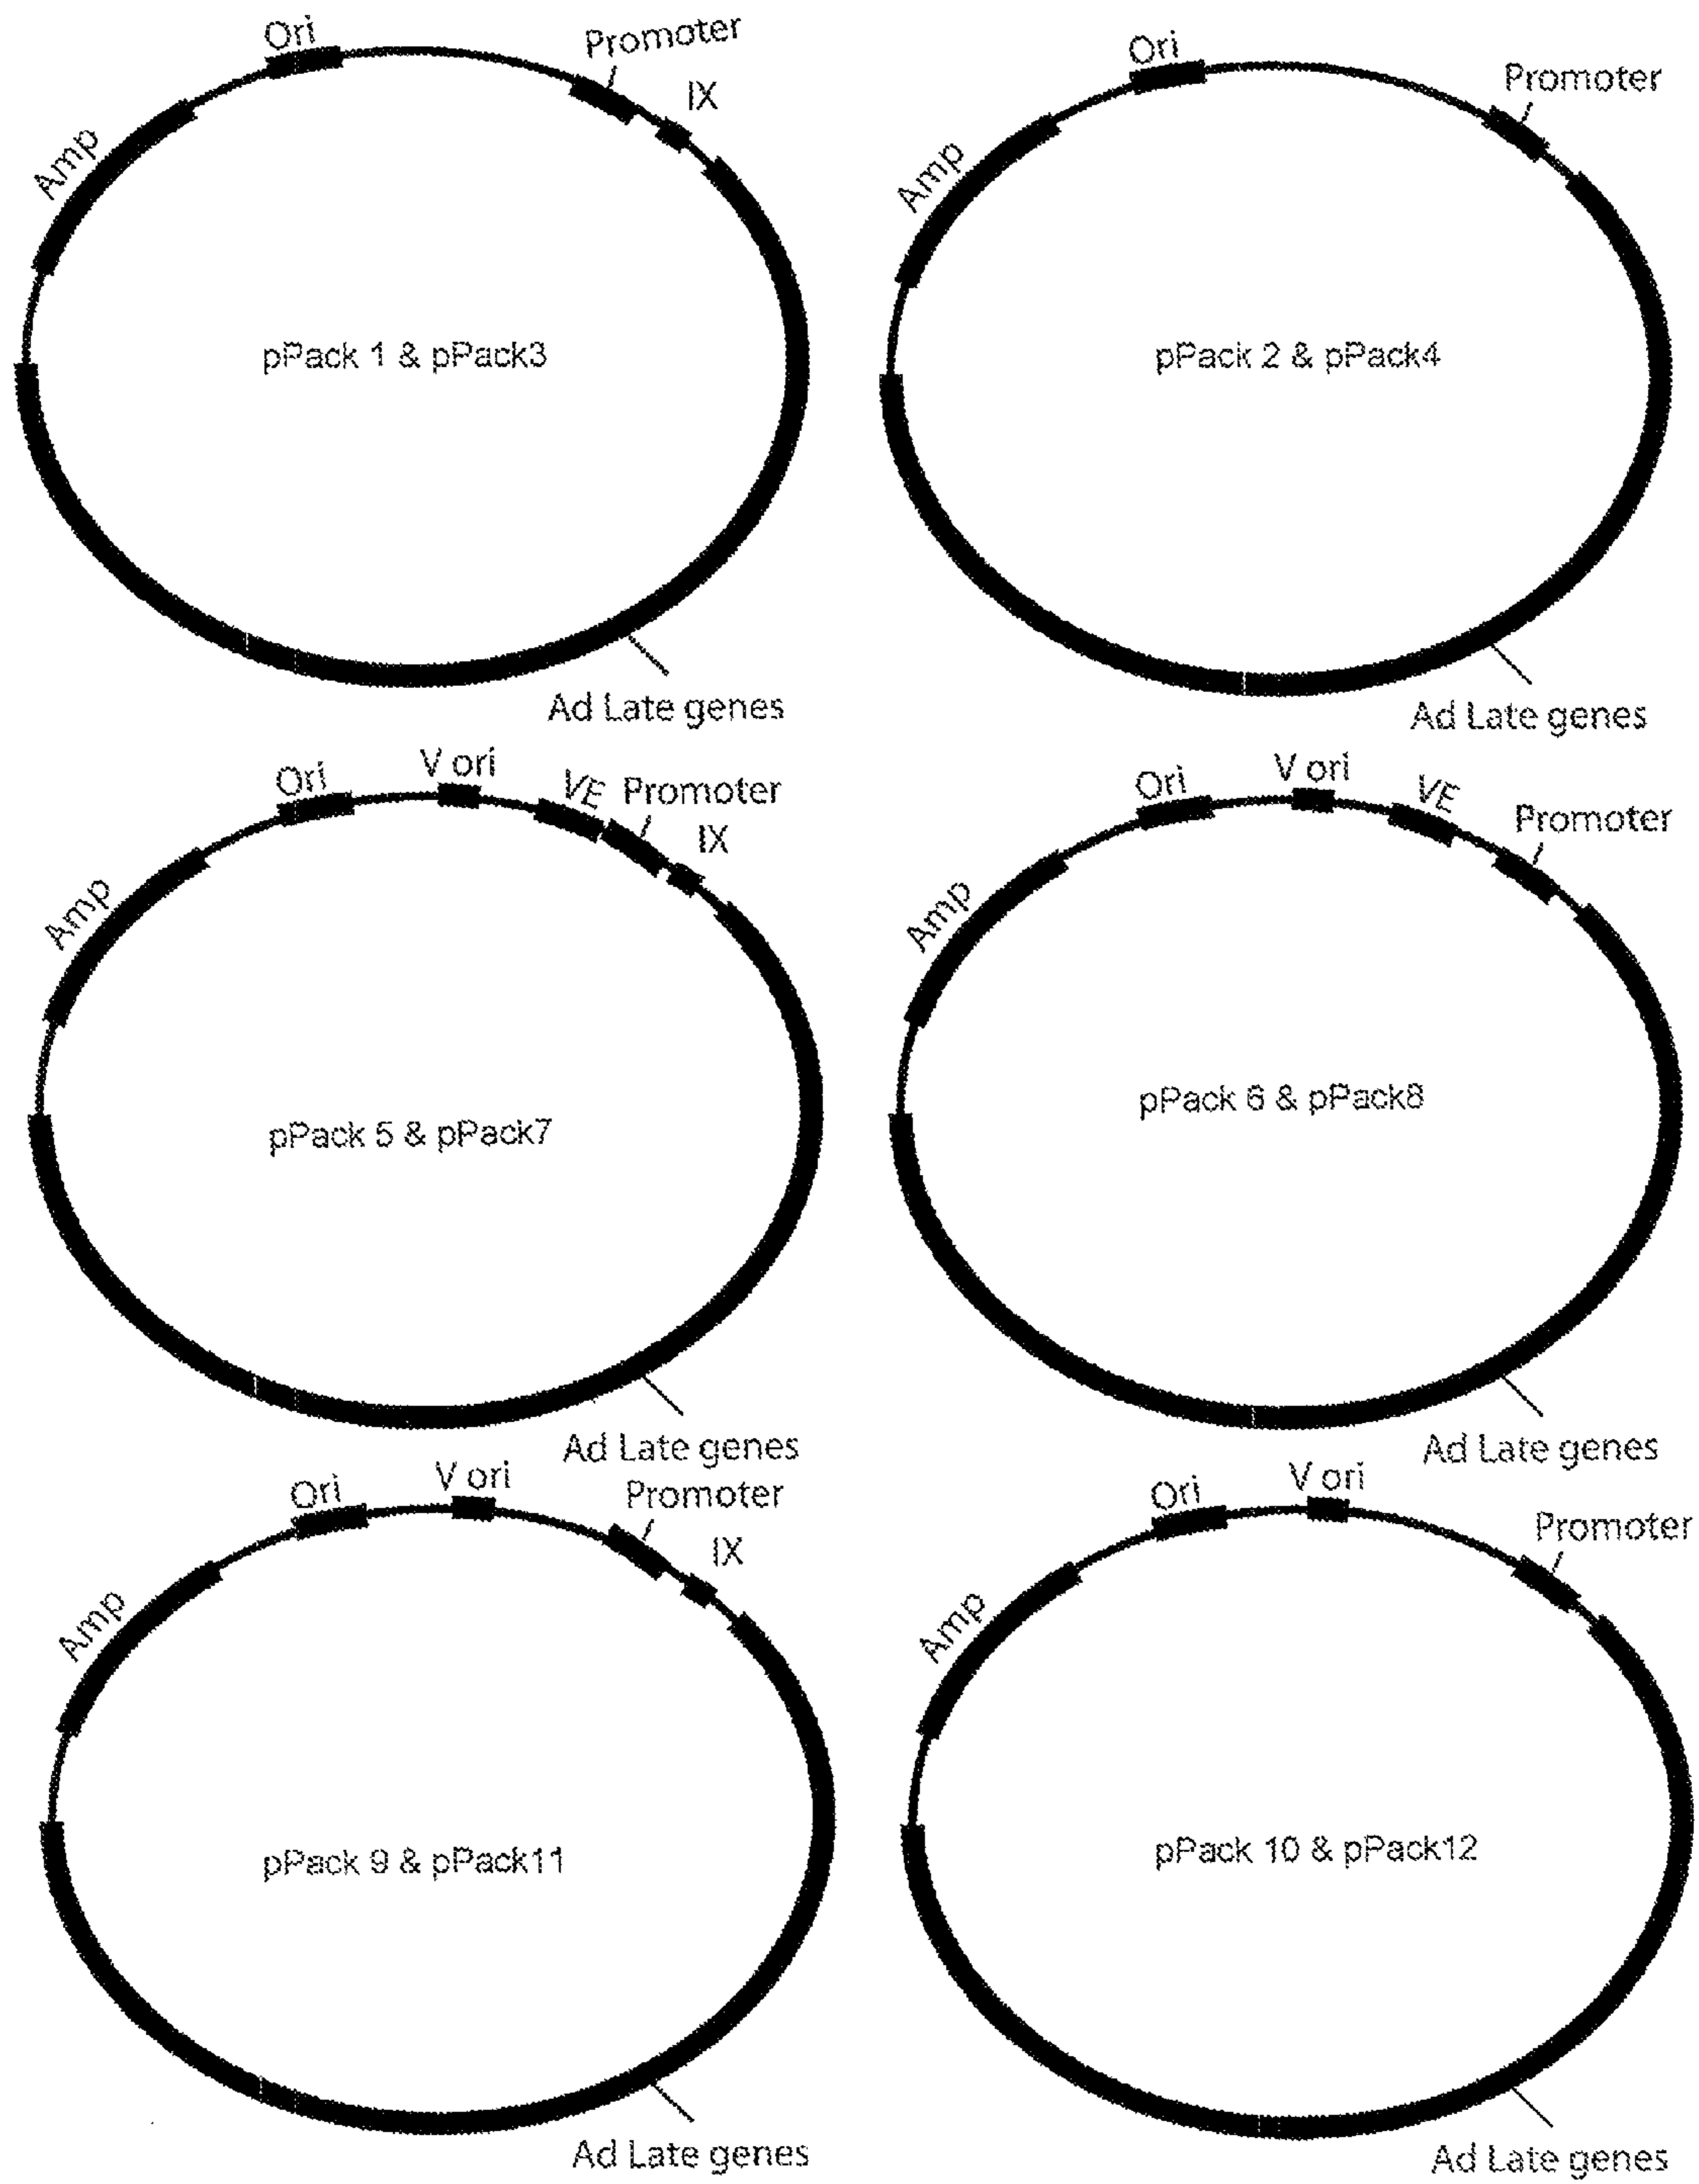 Ori
Promoter
IX
Amp
pPack 1 & pPack3
Ad Late genes
Ori
Promoter
Amp
pPack 2 & pPack4
Ad Late genes
Ori
V ori
VE
Promoter
IX
Amp
pPack 5 & pPack7
Ad Late genes
Ori
V ori
VE
Promoter
Amp
pPack 6 & pPack8
Ad Late genes
Ori
V ori
Promoter
IX
Amp
pPack 9 & pPack11
Ad Late genes
Ori
V ori
Promoter
Amp
pPack 10 & pPack12
Ad Late genes